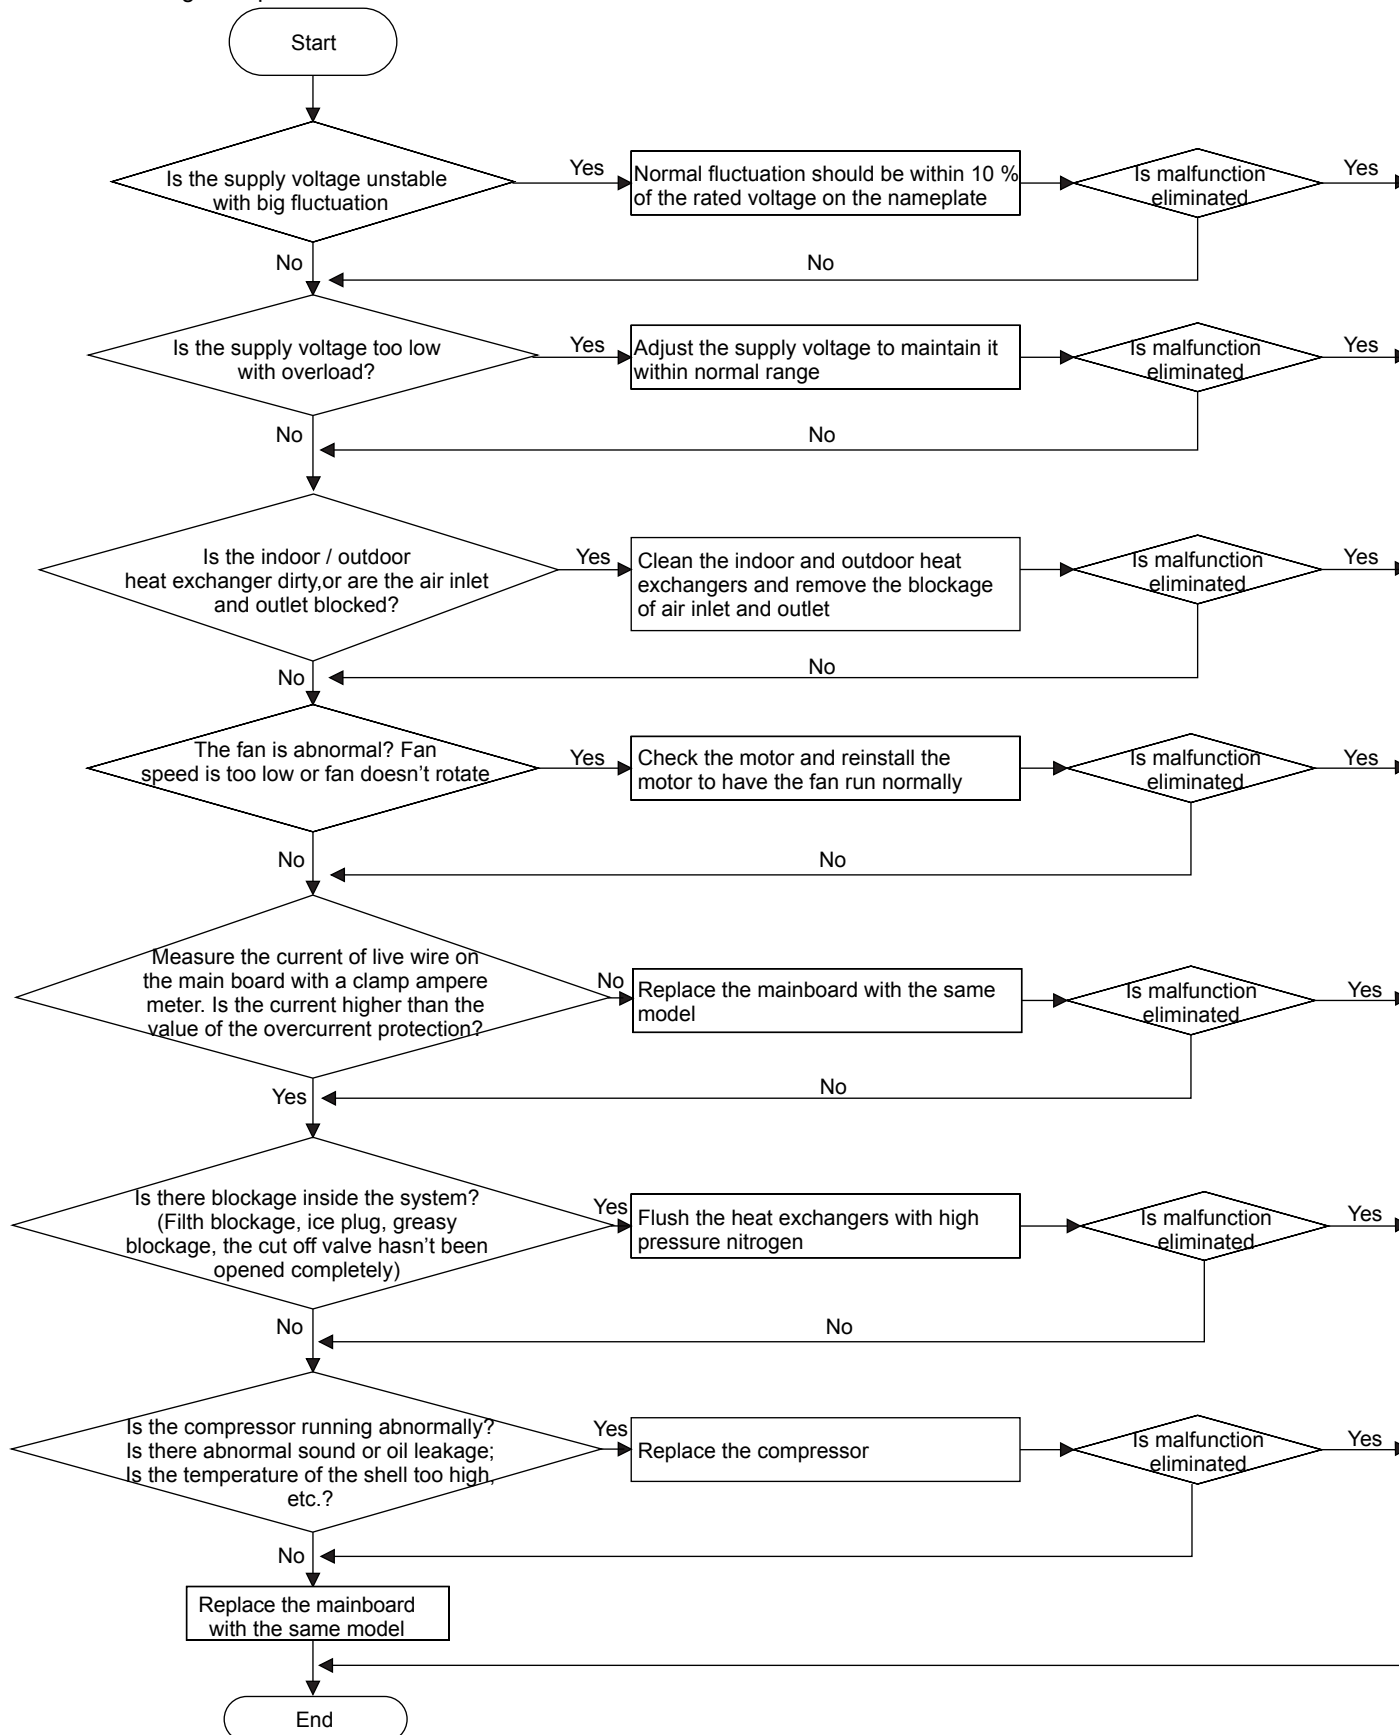 Start
Is the supply voltage unstable
with big fluctuation
Yes
Normal fluctuation should be within 10 %
of the rated voltage on the nameplate
Is malfunction
eliminated
Yes
No
No
Is the supply voltage too low
with overload?
Yes
Adjust the supply voltage to maintain it
within normal range
Is malfunction
eliminated
Yes
No
No
Is the indoor / outdoor
heat exchanger dirty,or are the air inlet
and outlet blocked?
Yes
Clean the indoor and outdoor heat
exchangers and remove the blockage
of air inlet and outlet
Is malfunction
eliminated
Yes
No
No
The fan is abnormal? Fan
speed is too low or fan doesn't rotate
Yes
Check the motor and reinstall the
motor to have the fan run normally
Is malfunction
eliminated
Yes
No
No
Measure the current of live wire on
the main board with a clamp ampere
meter. Is the current higher than the
value of the overcurrent protection?
No
Replace the mainboard with the same
model
Is malfunction
eliminated
Yes
Yes
No
Is there blockage inside the system?
(Filth blockage, ice plug, greasy
blockage, the cut off valve hasn't been
opened completely)
Yes
Flush the heat exchangers with high
pressure nitrogen
Is malfunction
eliminated
Yes
No
No
Is the compressor running abnormally?
Is there abnormal sound or oil leakage;
Is the temperature of the shell too high,
etc.?
Yes
Replace the compressor
Is malfunction
eliminated
Yes
No
Replace the mainboard
with the same model
End